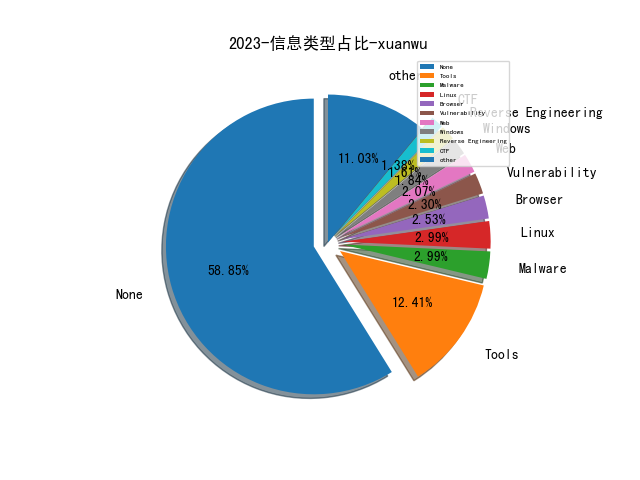 2023-信息类型占比-xuanwu
other
None
Tools
Malware
Linux
Browser
Vulnerability
Web
Windows
Reverse Engineering
CTF
other
CTF
Reverse Engineering
Windows
Web
Vulnerability
Browser
Linux
Malware
Tools
None
11.03%
1.38%
1.61%
1.84%
2.07%
2.30%
2.53%
2.99%
2.99%
12.41%
58.85%